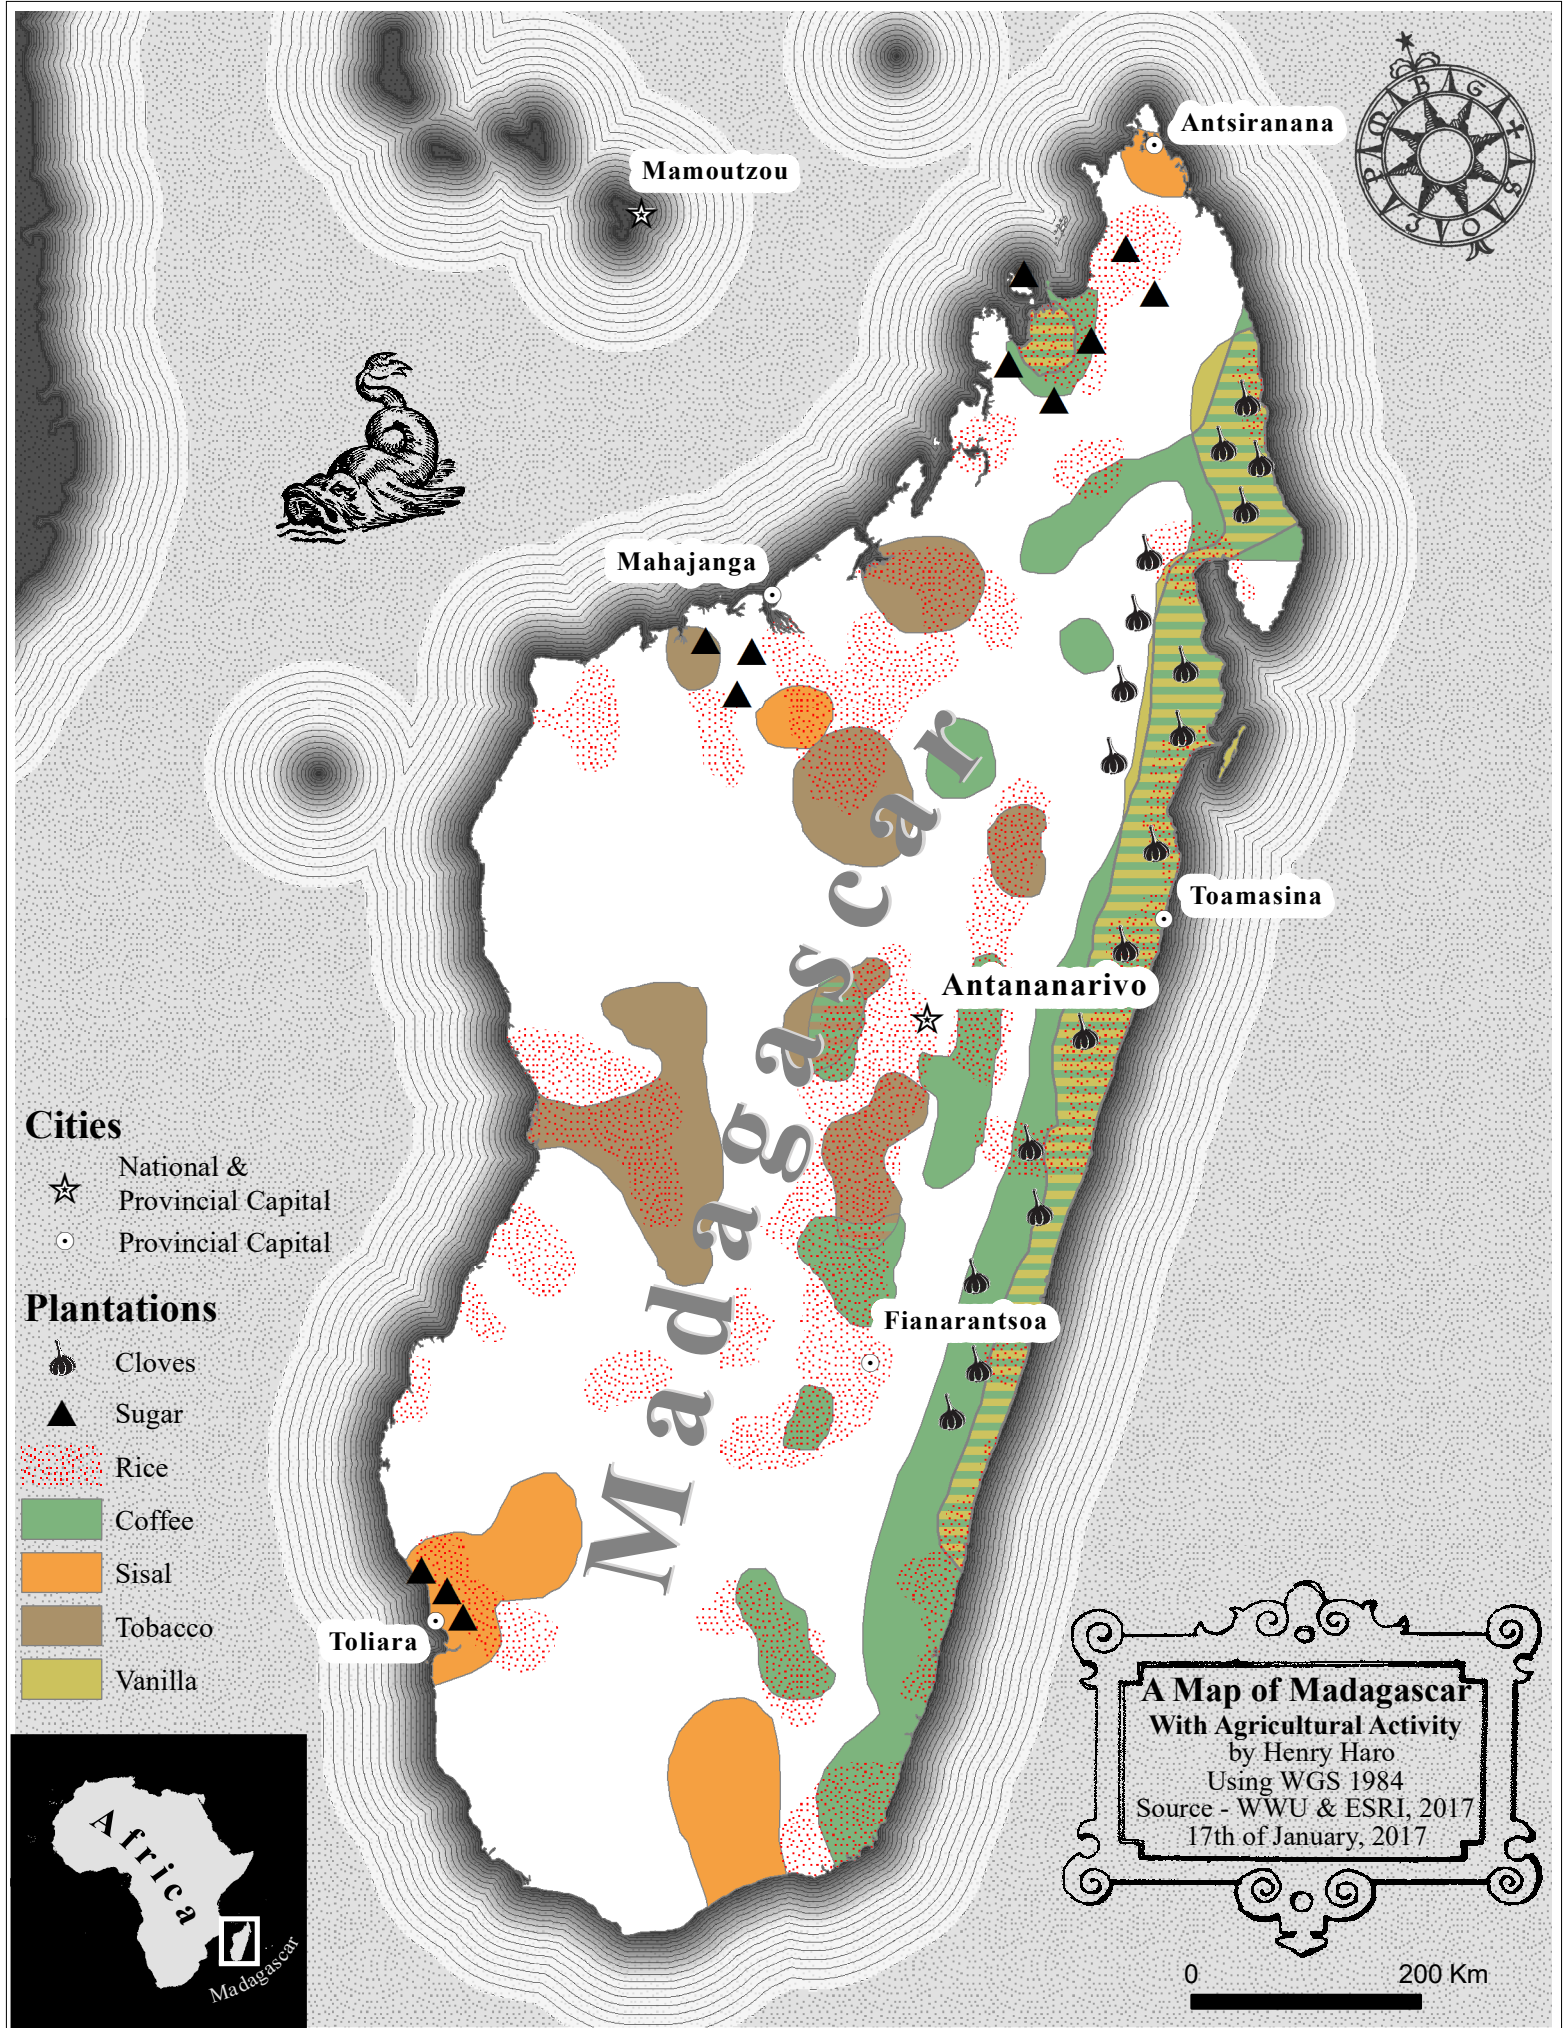 Antsiranana
Mamoutzou
Mahajanga
Toamasina
Antananarivo
Madagascar
Fianarantsoa
Toliara
Cities
National &
Provincial Capital
Provincial Capital
Plantations
Cloves
Sugar
Rice
Coffee
Sisal
Tobacco
Vanilla
Africa
Madagascar
A Map of Madagascar
With Agricultural Activity
by Henry Haro
Using WGS 1984
Source - WWU & ESRI, 2017
17th of January, 2017
0 200 Km